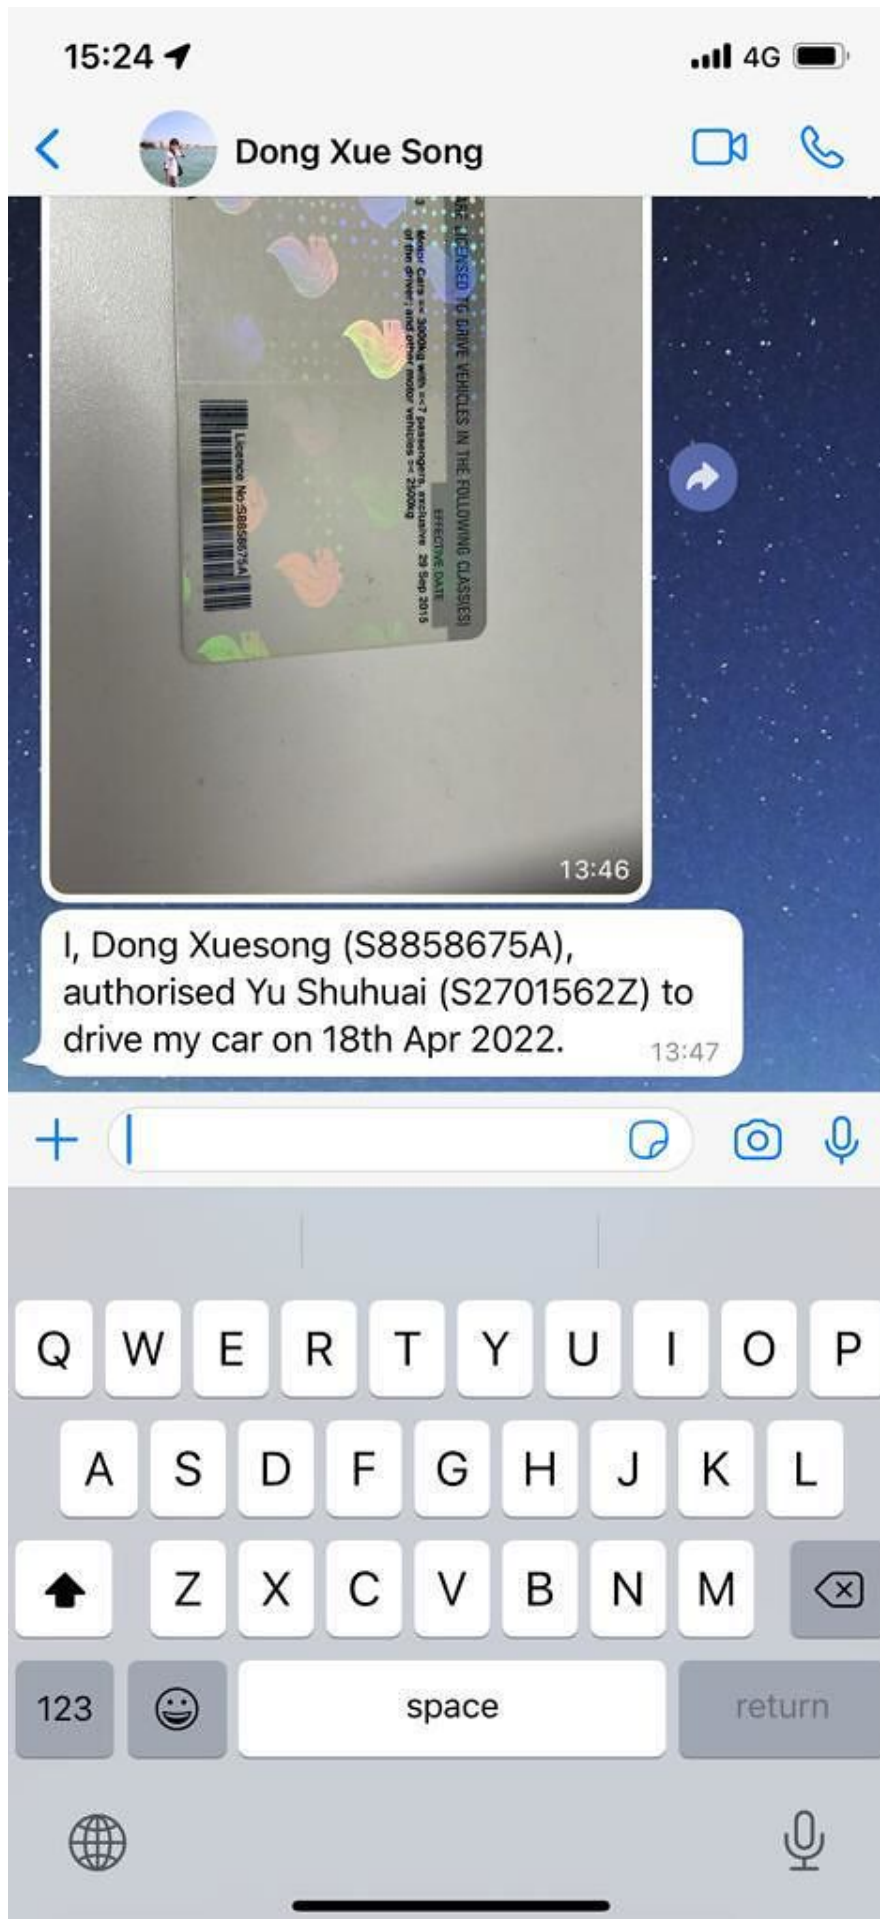 15:24
4G
Dong Xue Song
ARE LICENSED TO DRIVE VEHICLES IN THE FOLLOWING CLASS(ES)
EFFECTIVE DATE
3 Motor Cars =< 3000kg with =<7 passengers, exclusive 29 Sep 2015
of the driver; and other motor vehicles =< 2500kg
Licence No:S8858675A
13:46
I, Dong Xuesong (S8858675A),
authorised Yu Shuhuai (S2701562Z) to
drive my car on 18th Apr 2022.
13:47
Q W E R T Y U I O P
A S D F G H J K L
Z X C V B N M
123 space return